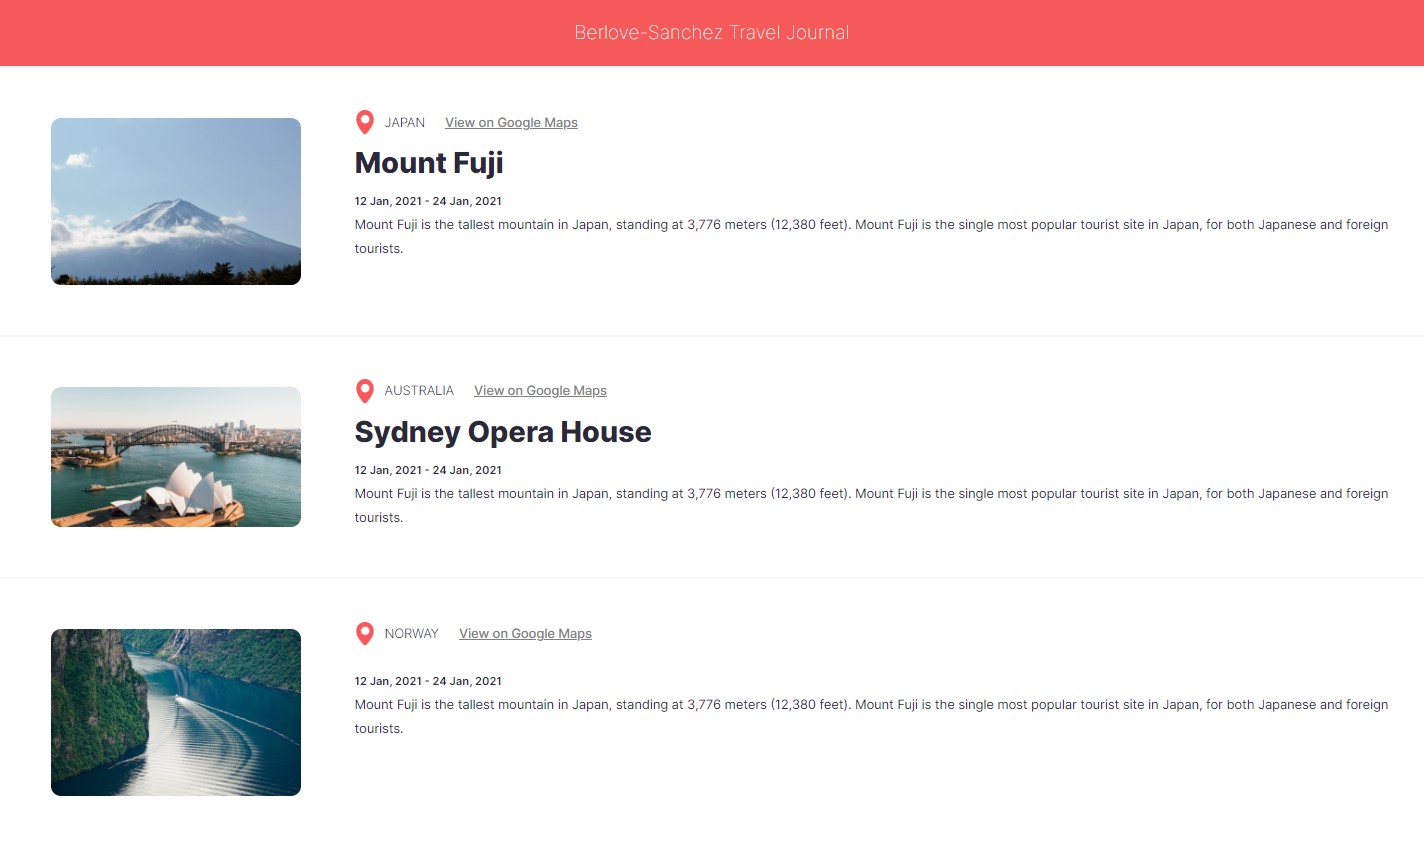 Berlove-Sanchez Travel Journal
JAPAN View on Google Maps
Mount Fuji
12 Jan, 2021 - 24 Jan, 2021
Mount Fuji is the tallest mountain in Japan, standing at 3,776 meters (12,380 feet). Mount Fuji is the single most popular tourist site in Japan, for both Japanese and foreign
tourists.
AUSTRALIA View on Google Maps
Sydney Opera House
12 Jan, 2021 - 24 Jan, 2021
Mount Fuji is the tallest mountain in Japan, standing at 3,776 meters (12,380 feet). Mount Fuji is the single most popular tourist site in Japan, for both Japanese and foreign
tourists.
NORWAY View on Google Maps
12 Jan, 2021 - 24 Jan, 2021
Mount Fuji is the tallest mountain in Japan, standing at 3,776 meters (12,380 feet). Mount Fuji is the single most popular tourist site in Japan, for both Japanese and foreign
tourists.